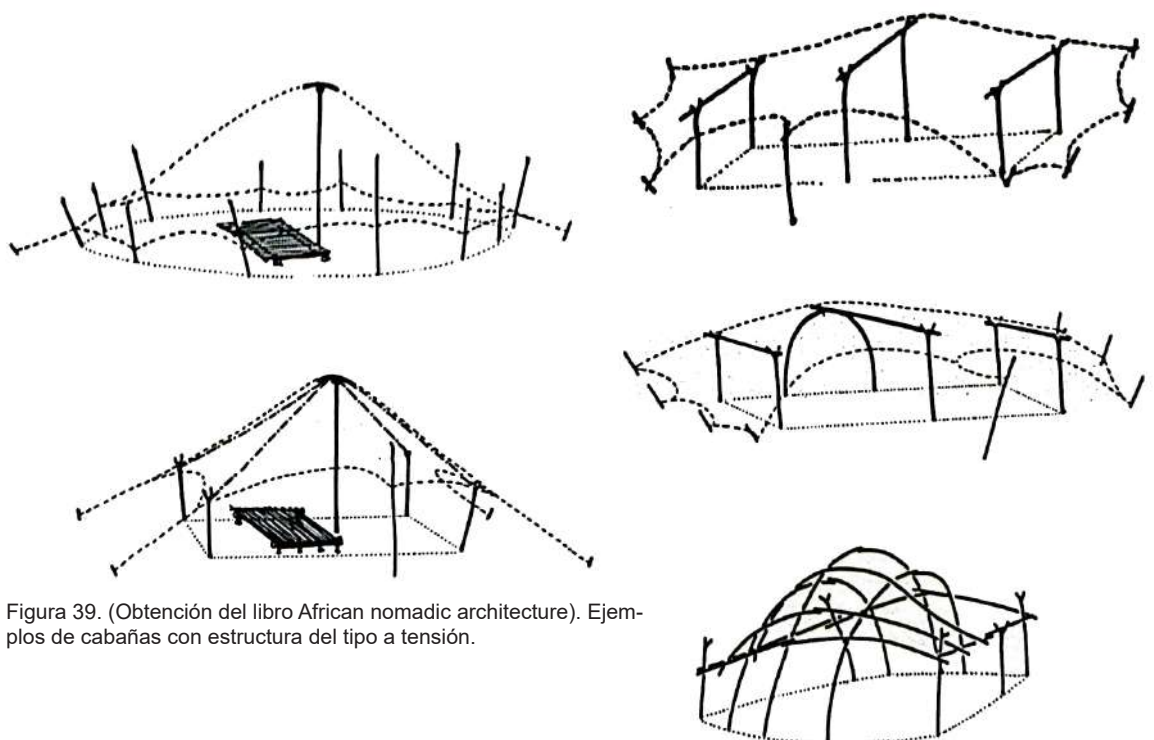 Figura 39. (Obtención del libro African nomadic architecture). Ejem-
plos de cabañas con estructura del tipo a tensión.